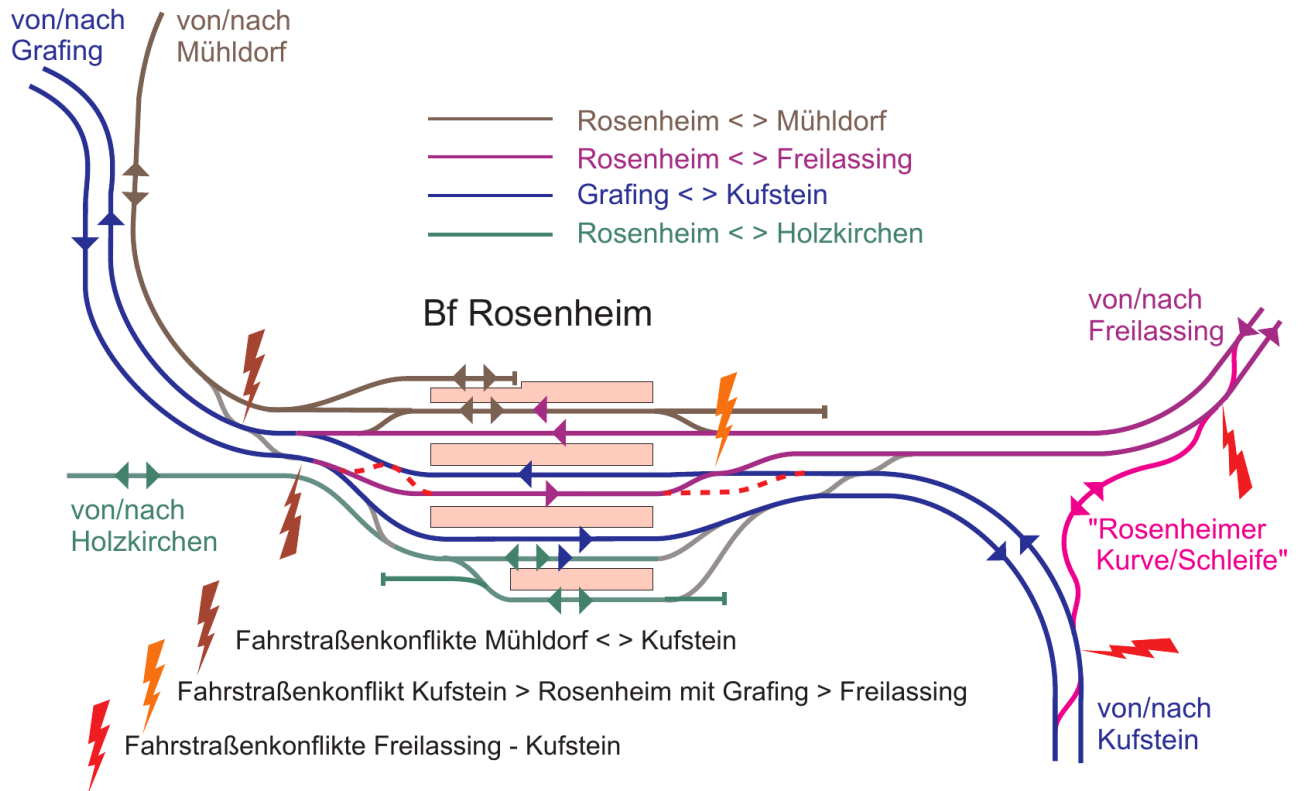 von/nach
Grafing
von/nach
Mühldorf
Rosenheim < > Mühldorf
Rosenheim < > Freilassing
Grafing < > Kufstein
Rosenheim < > Holzkirchen
Bf Rosenheim
von/nach
Freilassing
von/nach
Holzkirchen
"Rosenheimer
Kurve/Schleife"
Fahrstraßenkonflikte Mühldorf < > Kufstein
Fahrstraßenkonflikt Kufstein > Rosenheim mit Grafing > Freilassing
Fahrstraßenkonflikte Freilassing - Kufstein
von/nach
Kufstein